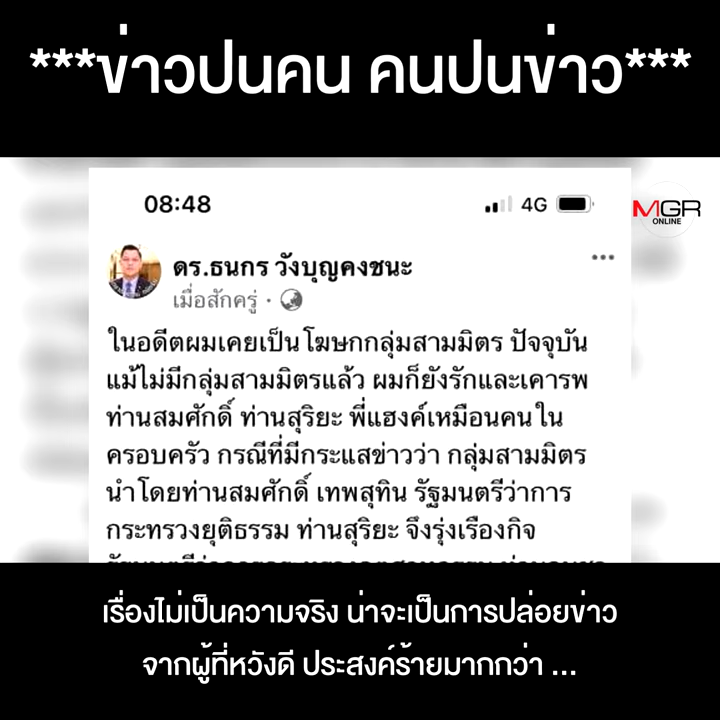 ***ข่าวปนคน คนปนข่าว***
08:48
4G
MGR
ONLINE
ดร.ธนกร วังบุญคงชนะ
เมื่อสักครู่ ·
ในอดีตผมเคยเป็นโฆษกกลุ่มสามมิตร ปัจจุบัน
แม้ไม่มีกลุ่มสามมิตรแล้ว ผมก็ยังรักและเคารพ
ท่านสมศักดิ์ ท่านสุริยะ พี่แฮงค์เหมือนคนใน
ครอบครัว กรณีที่มีกระแสข่าวว่า กลุ่มสามมิตร
นำโดยท่านสมศักดิ์ เทพสุทิน รัฐมนตรีว่าการ
กระทรวงยุติธรรม ท่านสุริยะ จึงรุ่งเรืองกิจ
เรื่องไม่เป็นความจริง น่าจะเป็นการปล่อยข่าว
จากผู้ที่หวังดี ประสงค์ร้ายมากกว่า ...